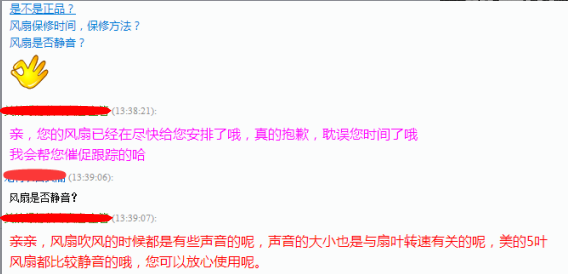 是不是正品？
风扇保修时间，保修方法？
风扇是否静音？
(13:38:21):
亲，您的风扇已经在尽快给您安排了哦，真的抱歉，耽误您时间了哦
我会帮您催促跟踪的哈
(13:39:06):
风扇是否静音？
(13:39:07):
亲亲，风扇吹风的时候都是有些声音的呢，声音的大小也是与扇叶转速有关的呢，美的5叶
风扇都比较静音的哦，您可以放心使用呢。